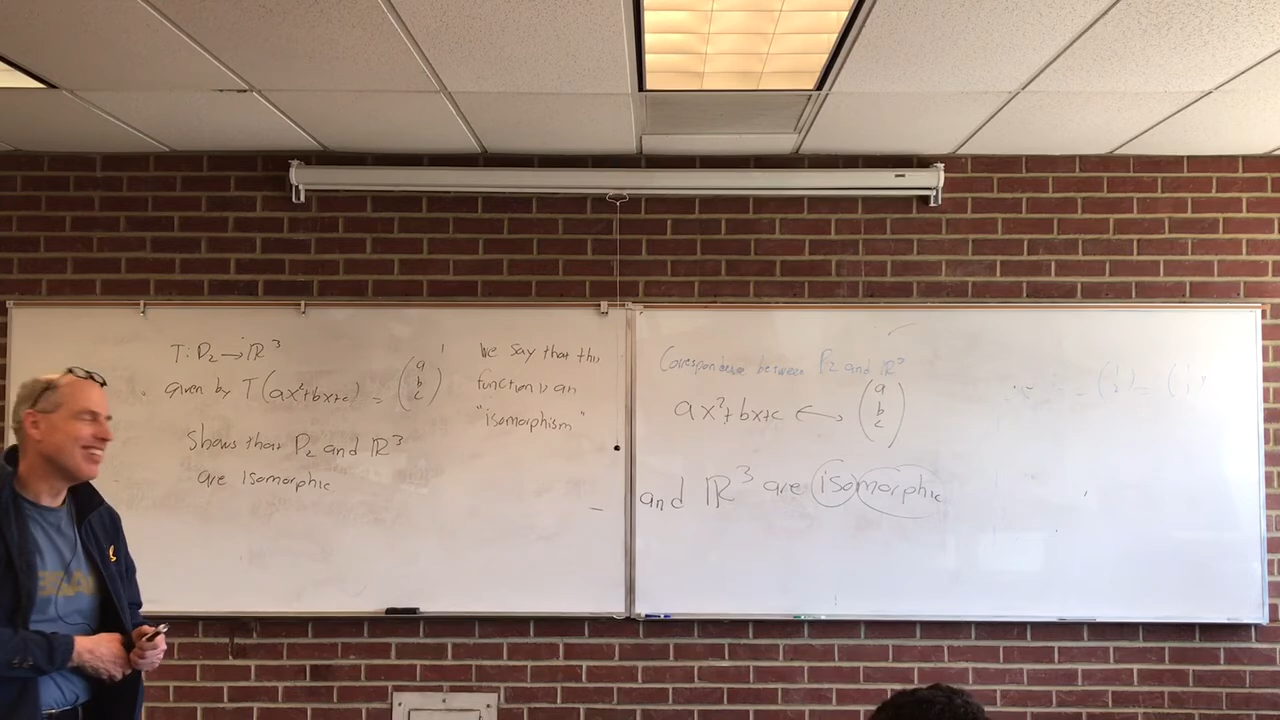 T: P₂ → ℝ³
given by T(ax²+bx+c) = (a b c)
Shows that P₂ and ℝ³
are isomorphic
We say that this
function is an
"isomorphism"
Correspondence between P₂ and ℝ³
ax²+bx+c ↔ (a b c)
and ℝ³ are isomorphic